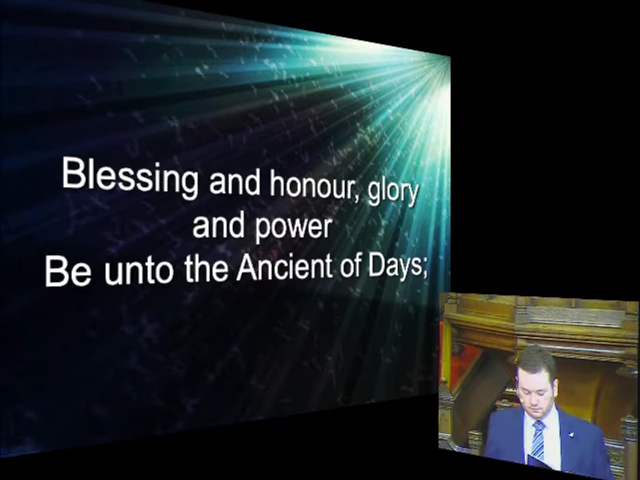 Blessing and honour, glory
and power
Be unto the Ancient of Days;